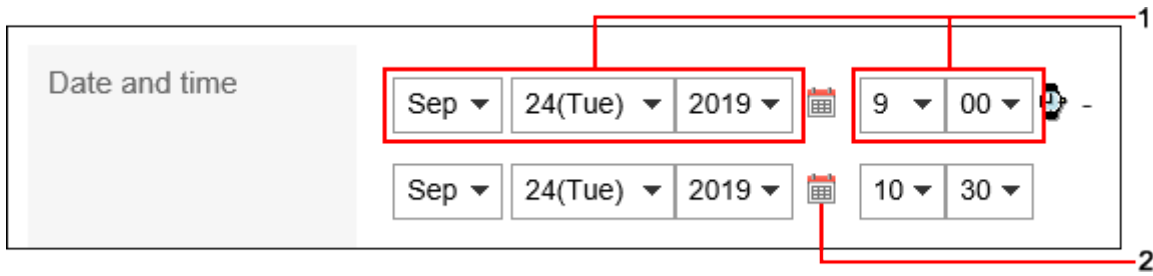 1
Date and time
Sep 24(Tue) 2019 9 00 -
Sep 24(Tue) 2019 10 30
2